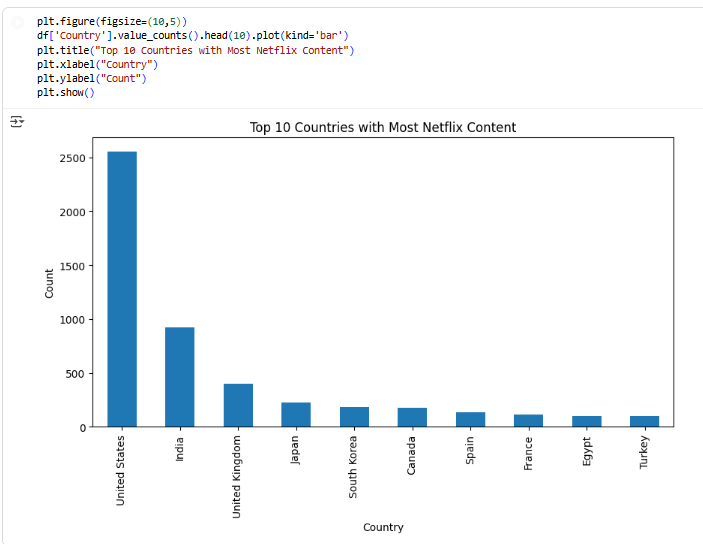 plt.figure(figsize=(10,5))
df['Country'].value_counts().head(10).plot(kind='bar')
plt.title("Top 10 Countries with Most Netflix Content")
plt.xlabel("Country")
plt.ylabel("Count")
plt.show()
Top 10 Countries with Most Netflix Content
2500
2000
1500
1000
500
0
Count
United States
India
United Kingdom
Japan
South Korea
Canada
Spain
France
Egypt
Turkey
Country